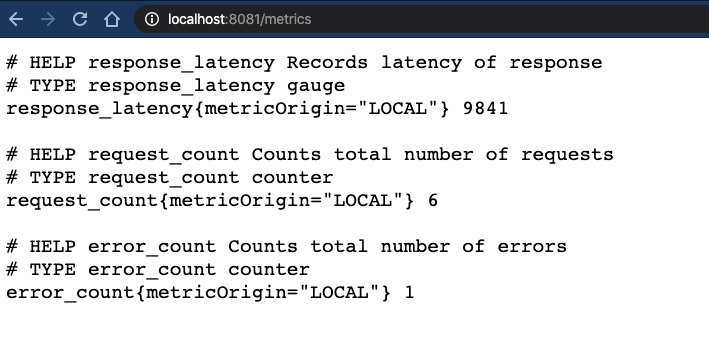 localhost:8081/metrics
# HELP response_latency Records latency of response
# TYPE response_latency gauge
response_latency{metricOrigin="LOCAL"} 9841
# HELP request_count Counts total number of requests
# TYPE request_count counter
request_count{metricOrigin="LOCAL"} 6
# HELP error_count Counts total number of errors
# TYPE error_count counter
error_count{metricOrigin="LOCAL"} 1